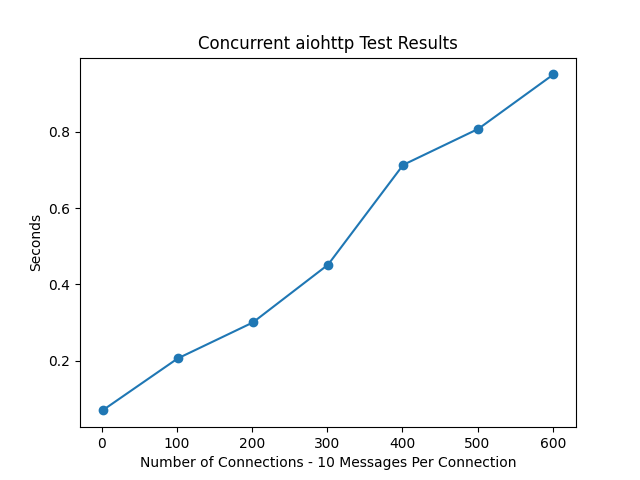 Concurrent aiohttp Test Results
Seconds
0.8
0.6
0.4
0.2
0 100 200 300 400 500 600
Number of Connections - 10 Messages Per Connection